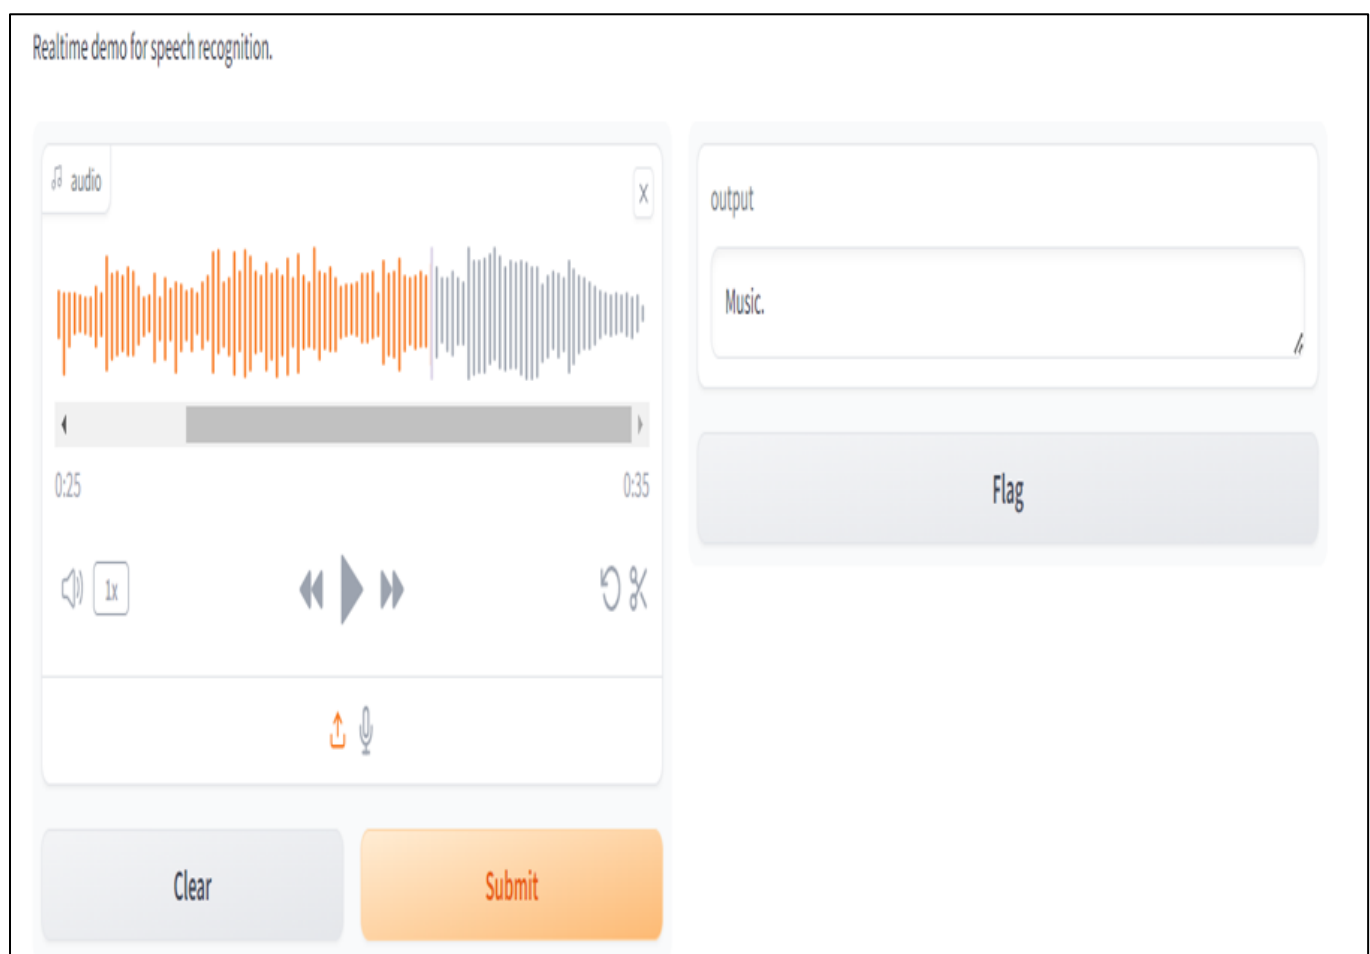 Realtime demo for speech recognition.
audio
X
0:25
0:35
1x
Clear
Submit
output
Music.
Flag